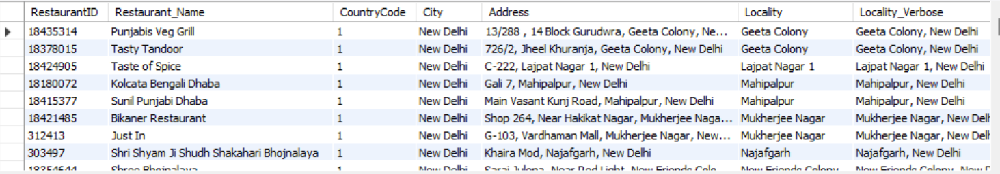 RestaurantID Restaurant_Name CountryCode City Address Locality Locality_Verbose
18435314 Punjabis Veg Grill 1 New Delhi 13/288 , 14 Block Gurudwra, Geeta Colony, Ne... Geeta Colony Geeta Colony, New Delhi
18378015 Tasty Tandoor 1 New Delhi 726/2, Jheel Khuranja, Geeta Colony, New Delhi Geeta Colony Geeta Colony, New Delhi
18424905 Taste of Spice 1 New Delhi C-222, Lajpat Nagar 1, New Delhi Lajpat Nagar 1 Lajpat Nagar 1, New Delhi
18180072 Kolcata Bengali Dhaba 1 New Delhi Gali 7, Mahipalpur, New Delhi Mahipalpur Mahipalpur, New Delhi
18415377 Sunil Punjabi Dhaba 1 New Delhi Main Vasant Kunj Road, Mahipalpur, New Delhi Mahipalpur Mahipalpur, New Delhi
18421485 Bikaner Restaurant 1 New Delhi Shop 264, Near Hakikat Nagar, Mukherjee Naga... Mukherjee Nagar Mukherjee Nagar, New Delh
312413 Just In 1 New Delhi G-103, Vardhaman Mall, Mukherjee Nagar, New... Mukherjee Nagar Mukherjee Nagar, New Delh
303497 Shri Shyam Ji Shudh Shakahari Bhojnalaya 1 New Delhi Khaira Mod, Najafgarh, New Delhi Najafgarh Najafgarh, New Delhi
18354644 Shree Bhojnalaya 1 New Delhi Sarai Julena, Near Red Light, New Friends Colo... New Friends Colony New Friends Colony, New D